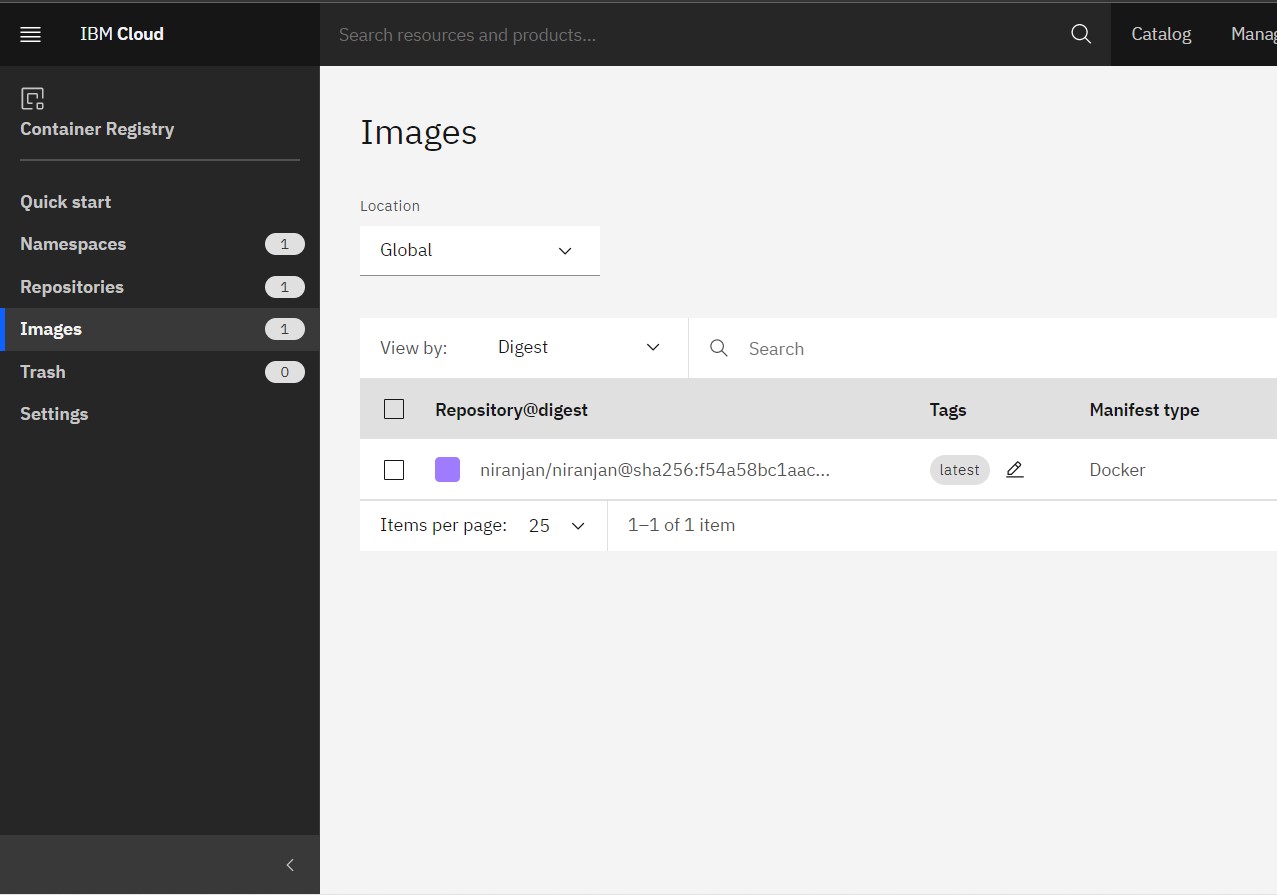 IBM Cloud
Search resources and products...
Catalog
Manag
Container Registry
Quick start
Namespaces 1
Repositories 1
Images 1
Trash 0
Settings
Images
Location
Global
View by: Digest
Search
Repository@digest Tags Manifest type
niranjan/niranjan@sha256:f54a58bc1aac... latest Docker
Items per page: 25 1–1 of 1 item